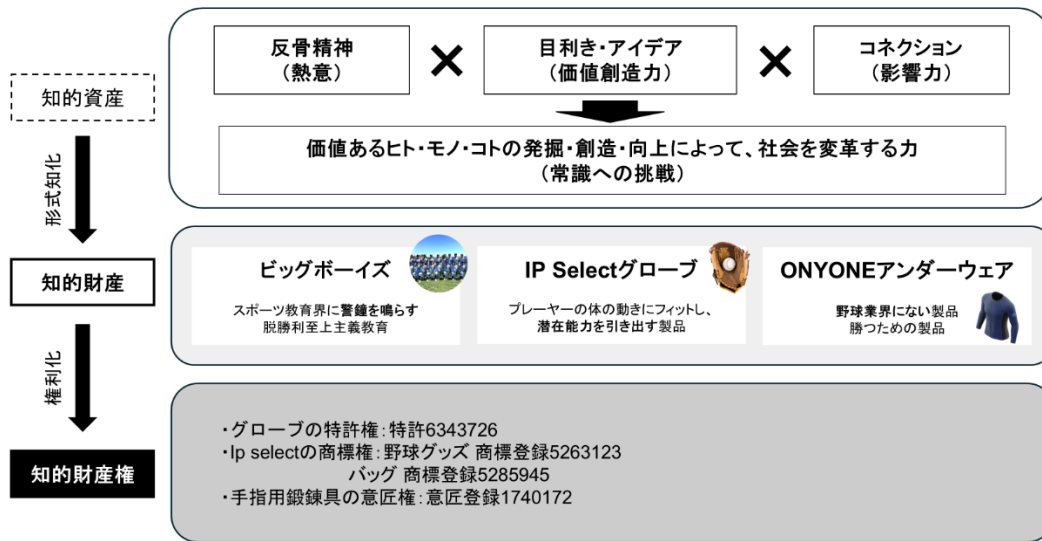 反骨精神
(熱意)
×
目利き・アイデア
(価値創造力)
×
コネクション
(影響力)
知的資産
価値あるヒト・モノ・コトの発掘・創造・向上によって、社会を変革する力
(常識への挑戦)
形式知化
知的財産
ビッグボーイズ
スポーツ教育界に警鐘を鳴らす
脱勝利至上主義教育
IP Selectグローブ
プレーヤーの体の動きにフィットし、
潜在能力を引き出す製品
ONYONEアンダーウェア
野球業界にない製品
勝つための製品
権利化
知的財産権
・グローブの特許権：特許6343726
・Ip selectの商標権：野球グッズ 商標登録5263123
バッグ 商標登録5285945
・手指用鍛錬具の意匠権：意匠登録1740172